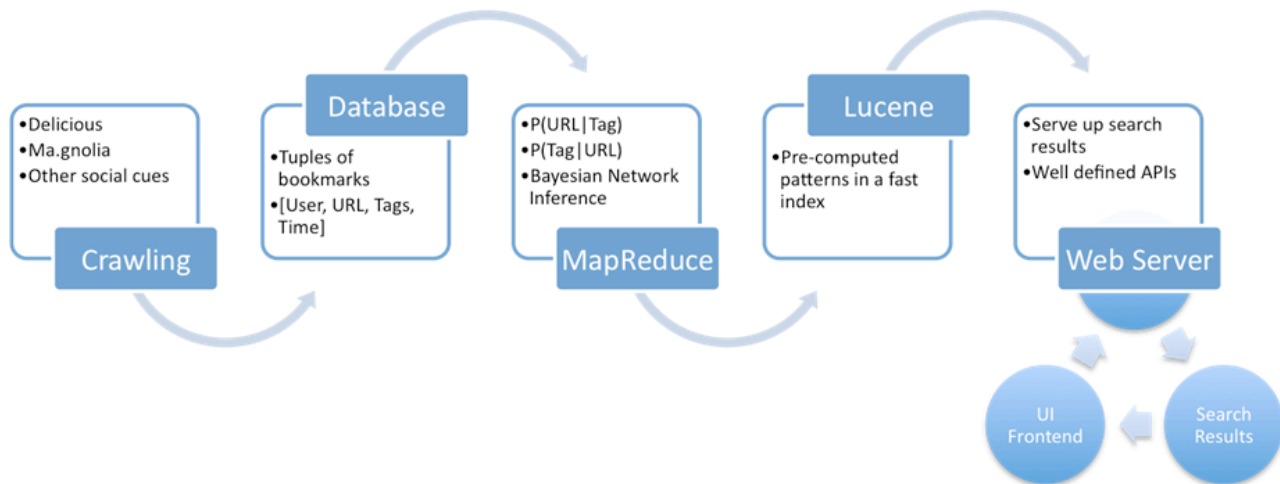 •Delicious
•Ma.gnolia
•Other social cues
Crawling
Database
•Tuples of
bookmarks
•[User, URL, Tags,
Time]
•P(URL|Tag)
•P(Tag|URL)
•Bayesian Network
Inference
MapReduce
Lucene
•Pre-computed
patterns in a fast
index
•Serve up search
results
•Well defined APIs
Web Server
UI
Frontend
Search
Results